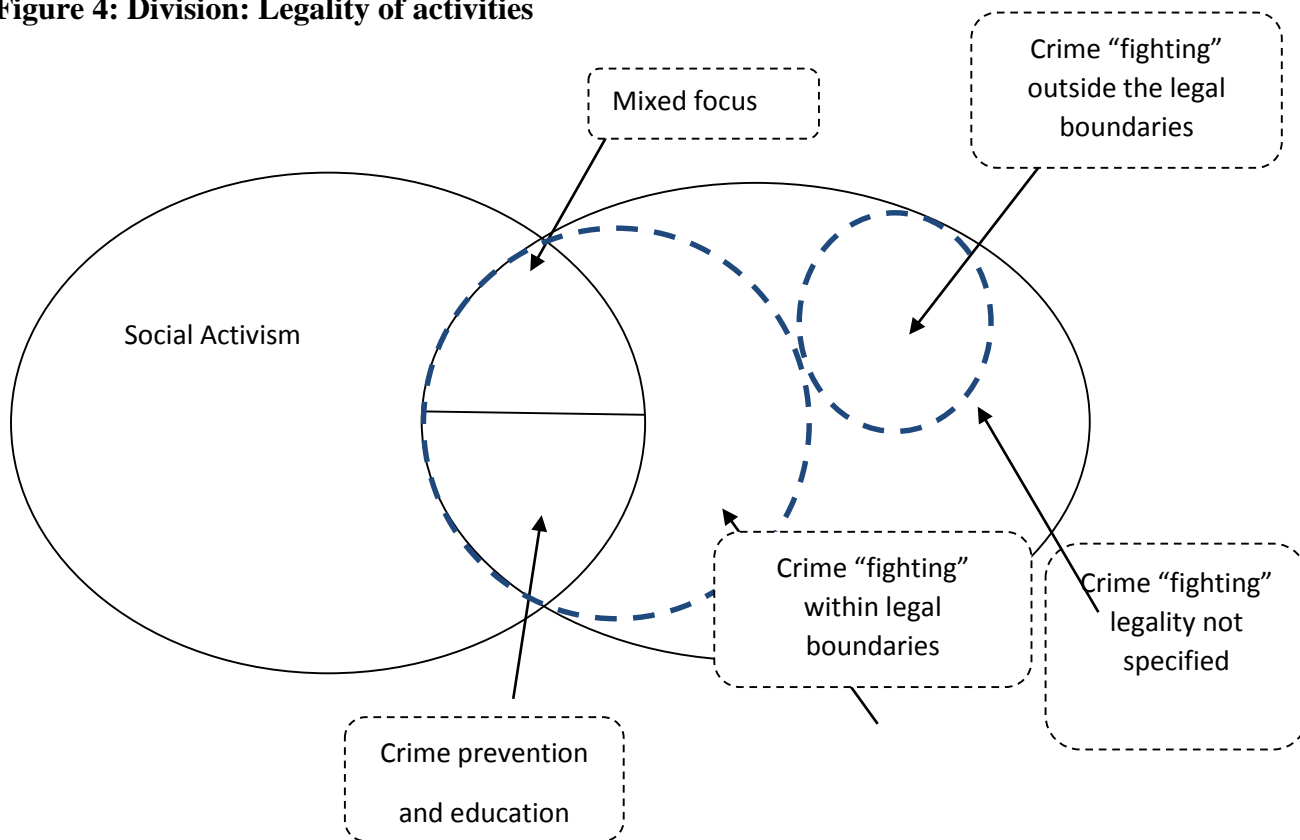 Figure 4: Division: Legality of activities
Crime “fighting”
outside the legal
boundaries
Mixed focus
Social Activism
Crime “fighting”
within legal
boundaries
Crime “fighting”
legality not
specified
Crime prevention
and education